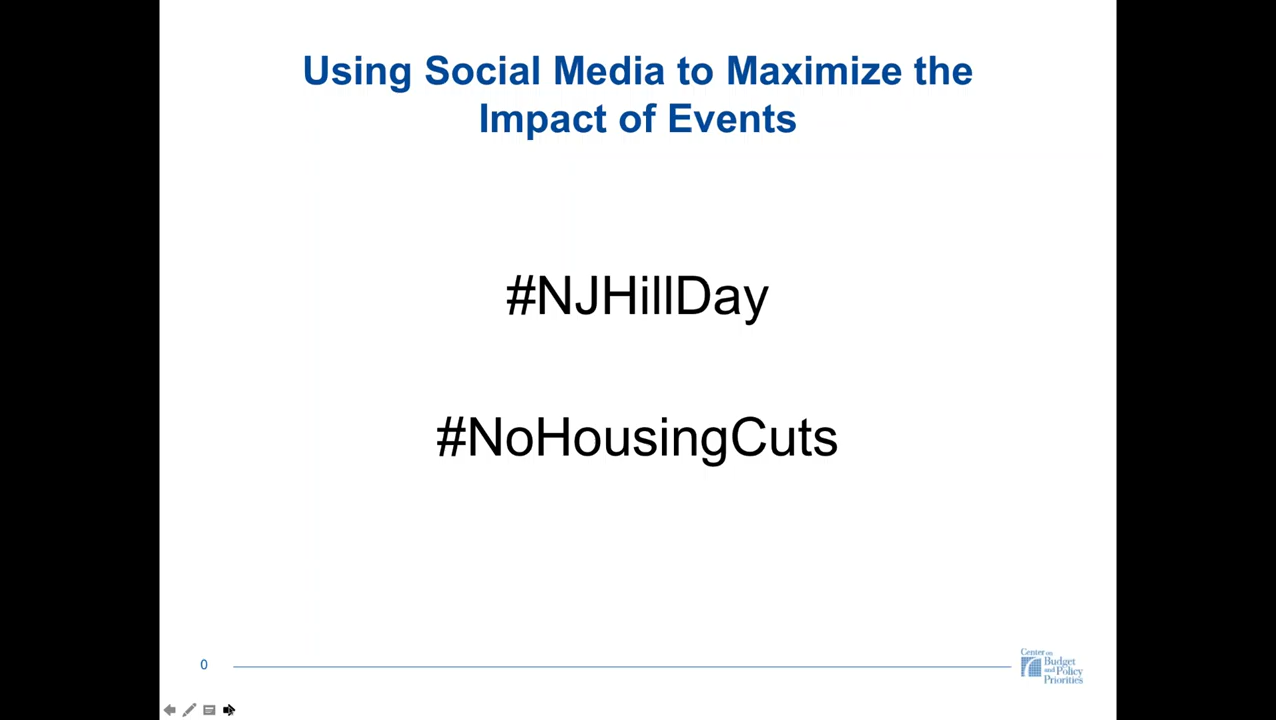 Using Social Media to Maximize the
Impact of Events
#NJHillDay
#NoHousingCuts
0
Center on
Budget
and Policy
Priorities